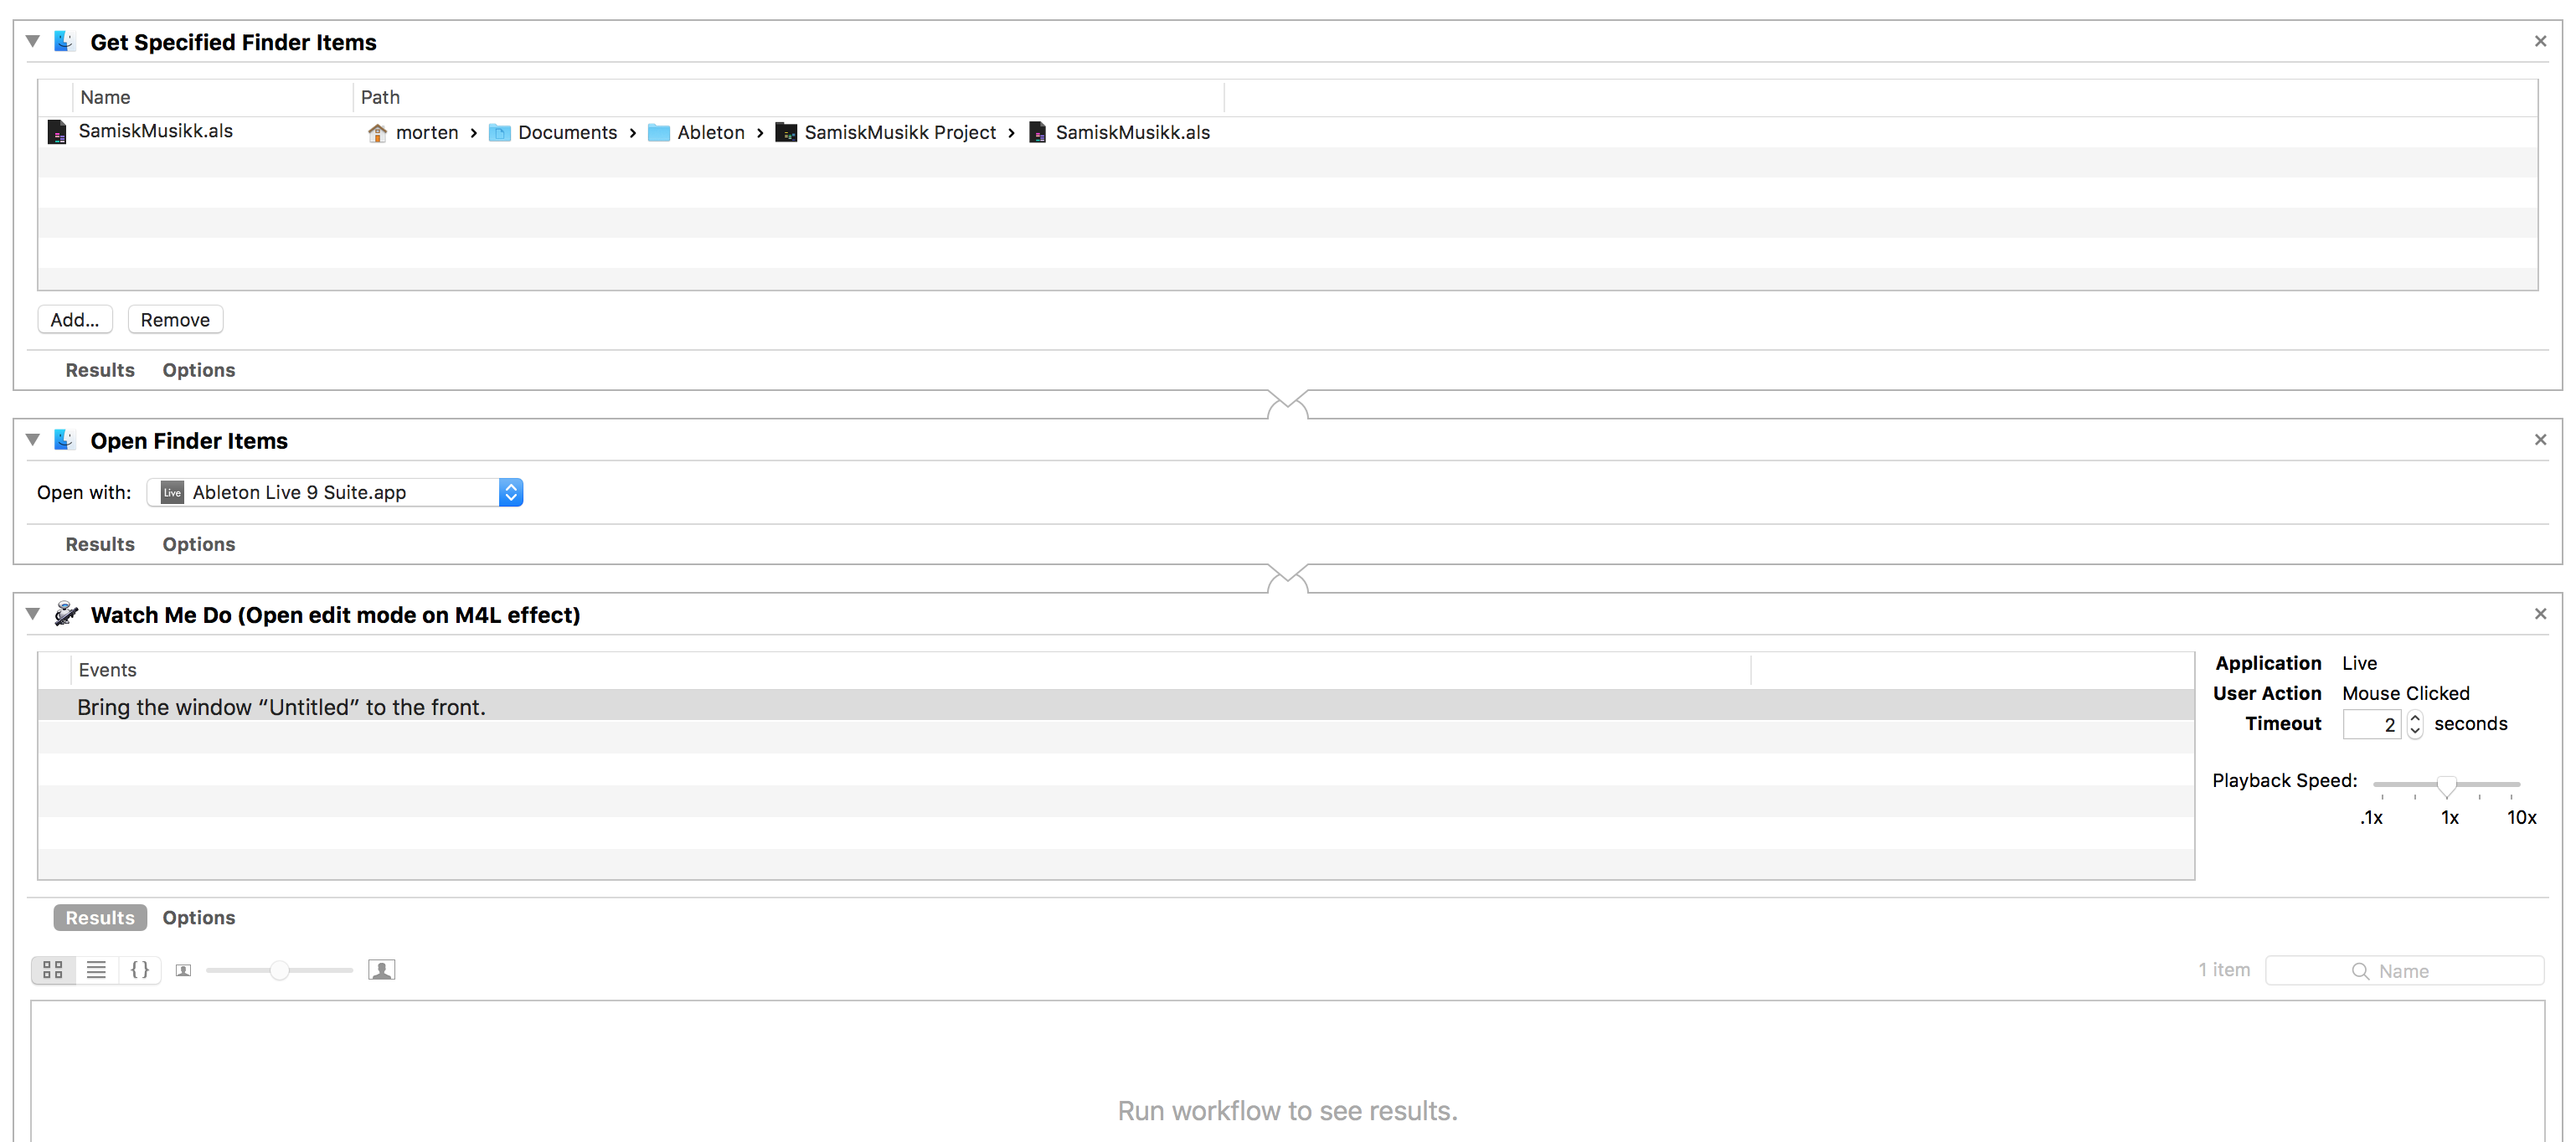 Get Specified Finder Items
Name Path
SamiskMusikk.als morten › Documents › Ableton › SamiskMusikk Project › SamiskMusikk.als
Add... Remove
Results Options
Open Finder Items
Open with: Live Ableton Live 9 Suite.app
Results Options
Watch Me Do (Open edit mode on M4L effect)
Events
Bring the window “Untitled” to the front.
Application Live
User Action Mouse Clicked
Timeout 2 seconds
Playback Speed:
.1x 1x 10x
Results Options
{} 1 item Name
Run workflow to see results.